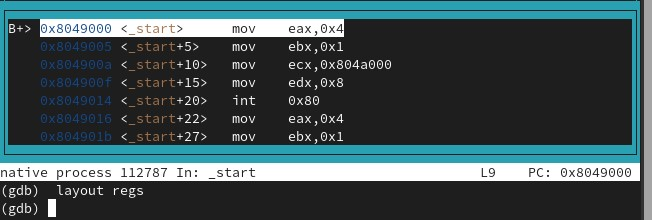 B+> 0x8049000 <_start> mov eax,0x4
0x8049005 <_start+5> mov ebx,0x1
0x804900a <_start+10> mov ecx,0x804a000
0x804900f <_start+15> mov edx,0x8
0x8049014 <_start+20> int 0x80
0x8049016 <_start+22> mov eax,0x4
0x804901b <_start+27> mov ebx,0x1
native process 112787 In: _start L9 PC: 0x8049000
(gdb) layout regs
(gdb)